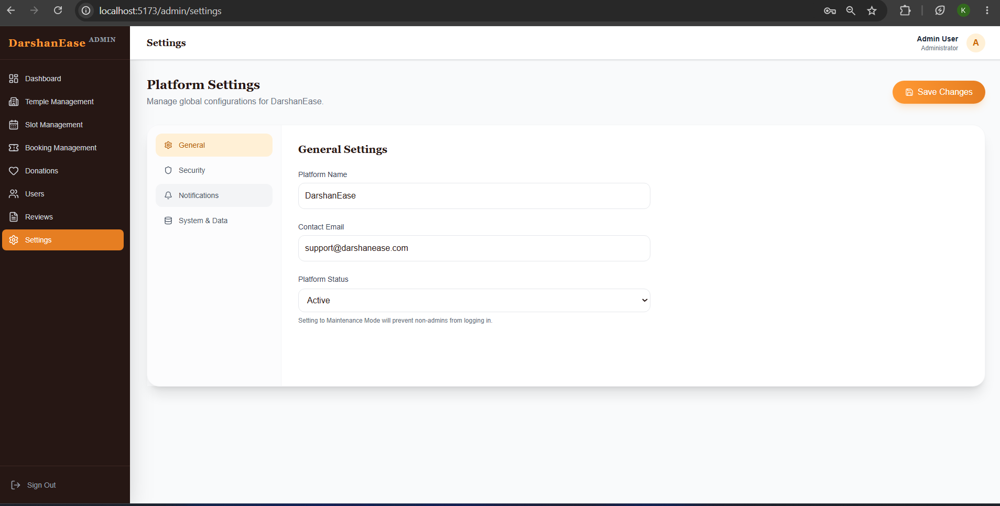 localhost:5173/admin/settings
K
DarshanEase ADMIN
Dashboard
Temple Management
Slot Management
Booking Management
Donations
Users
Reviews
Settings
Sign Out
Settings
Admin User
Administrator
A
Platform Settings
Manage global configurations for DarshanEase.
Save Changes
General
Security
Notifications
System & Data
General Settings
Platform Name
DarshanEase
Contact Email
support@darshanease.com
Platform Status
Active
Setting to Maintenance Mode will prevent non-admins from logging in.